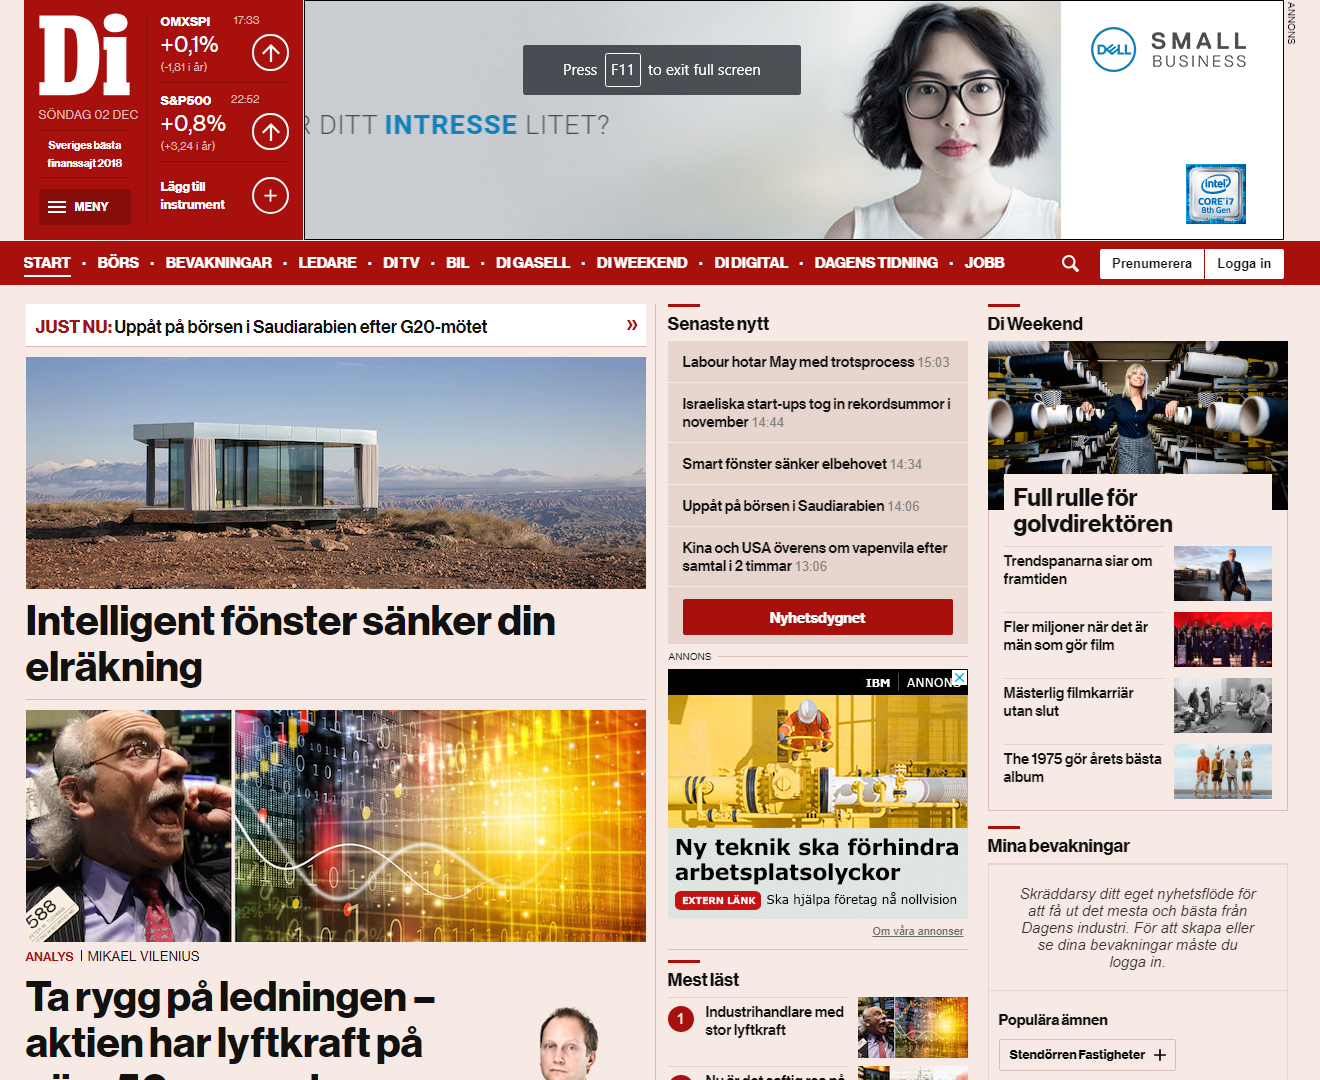 Di
SÖNDAG 02 DEC
Sveriges bästa
finanssajt 2018
MENY
OMXSPI 17:33
+0,1%
(-1,81 i år)
S&P500 22:52
+0,8%
(+3,24 i år)
Lägg till
instrument
Press F11 to exit full screen
R DITT INTRESSE LITET?
DELL
SMALL
BUSINESS
intel
CORE i7
8th Gen
ANNONS
START · BÖRS · BEVAKNINGAR · LEDARE · DI TV · BIL · DI GASELL · DI WEEKEND · DI DIGITAL · DAGENS TIDNING · JOBB
Prenumerera
Logga in
JUST NU: Uppåt på börsen i Saudiarabien efter G20-mötet »
Intelligent fönster sänker din
elräkning
588
ANALYS | MIKAEL VILENIUS
Ta rygg på ledningen –
aktien har lyftkraft på
Senaste nytt
Labour hotar May med trotsprocess 15:03
Israeliska start-ups tog in rekordsummor i
november 14:44
Smart fönster sänker elbehovet 14:34
Uppåt på börsen i Saudiarabien 14:06
Kina och USA överens om vapenvila efter
samtal i 2 timmar 13:06
Nyhetsdygnet
ANNONS
IBM | ANNONS
Ny teknik ska förhindra
arbetsplatsolyckor
EXTERN LÄNK Ska hjälpa företag nå nollvision
Om våra annonser
Mest läst
1 Industrihandlare med
stor lyftkraft
Nu är det saftig rea på
Di Weekend
Full rulle för
golvdirektören
Trendspanarna siar om
framtiden
Fler miljoner när det är
män som gör film
Mästerlig filmkarriär
utan slut
The 1975 gör årets bästa
album
Mina bevakningar
Skräddarsy ditt eget nyhetsflöde för
att få ut det mesta och bästa från
Dagens industri. För att skapa eller
se dina bevakningar måste du
logga in.
Populära ämnen
Stendörren Fastigheter +